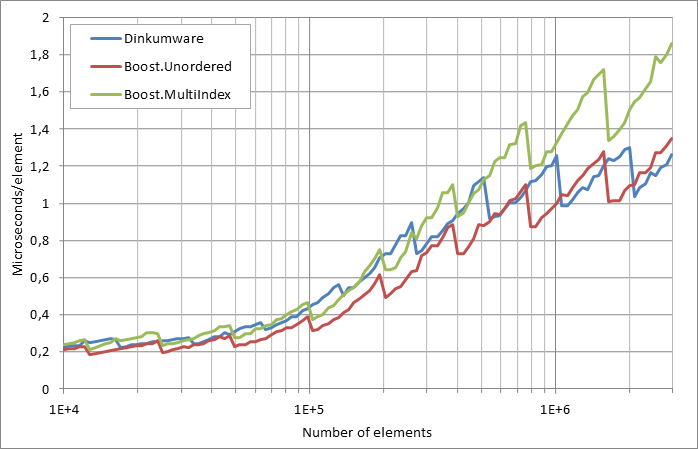 2
1,8
1,6
1,4
1,2
1
0,8
0,6
0,4
0,2
0
Microseconds/element
Dinkumware
Boost.Unordered
Boost.MultiIndex
1E+4 1E+5 1E+6
Number of elements